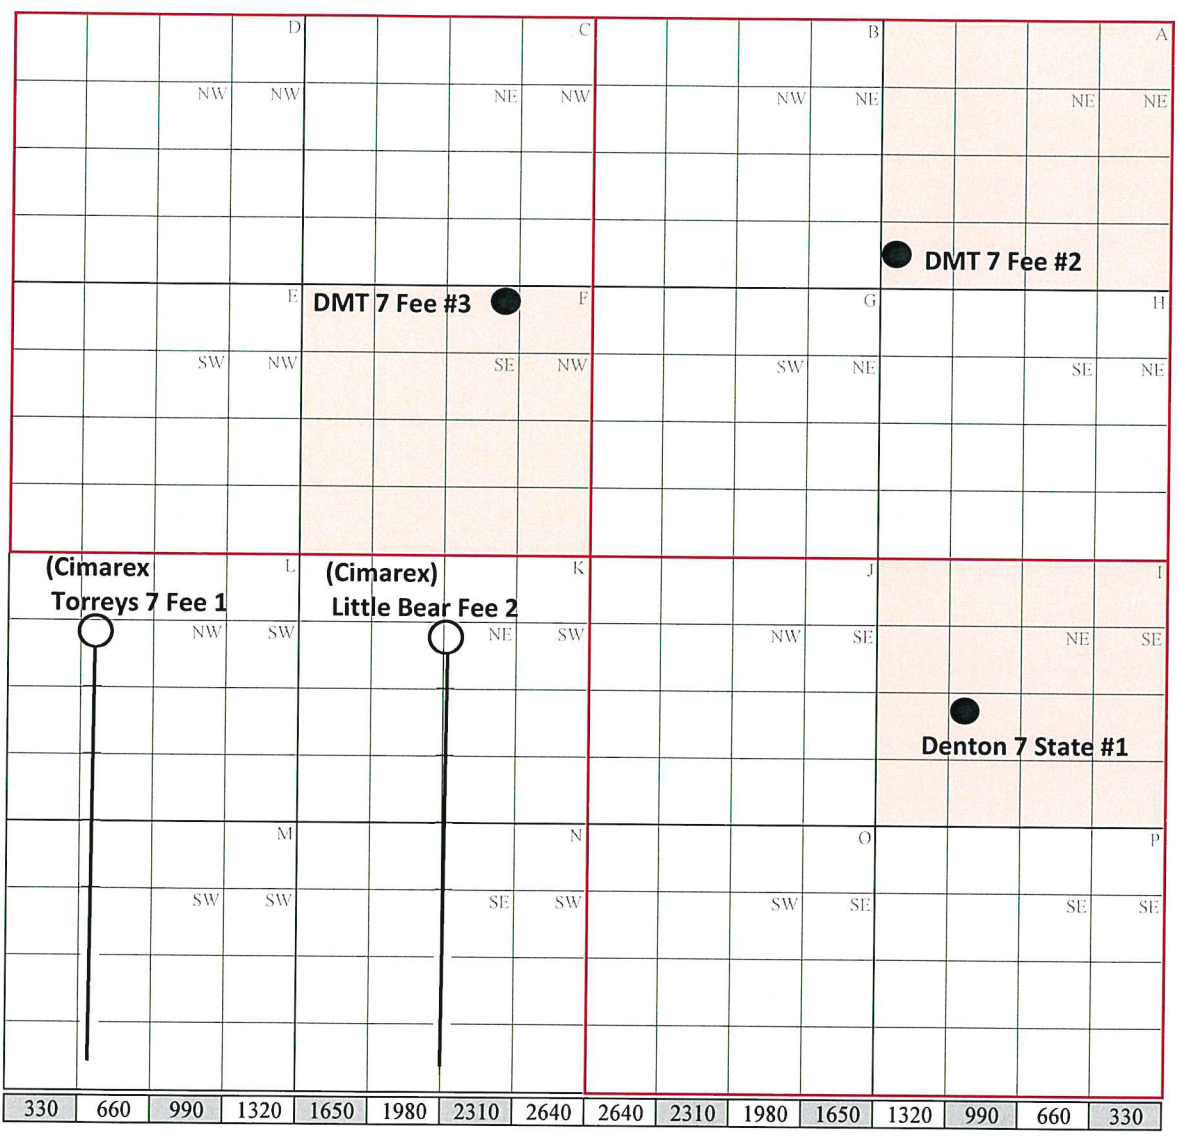 D C B A
NW NW NE NW NW NE NE NE
DMT 7 Fee #2
E DMT 7 Fee #3 F G H
SW NW SE NW SW NE SE NE
(Cimarex L (Cimarex) K J I
Torreys 7 Fee 1 Little Bear Fee 2
NW SW NE SW NW SE NE SE
Denton 7 State #1
M N O P
SW SW SE SW SW SE SE SE
330 660 990 1320 1650 1980 2310 2640 2640 2310 1980 1650 1320 990 660 330